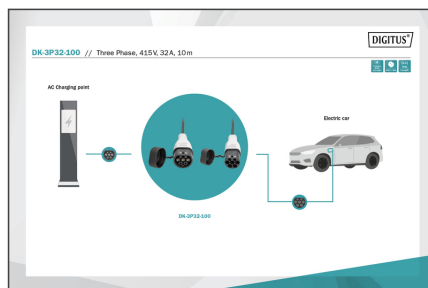 DIGITUS®
DK-3P32-100 // Three Phase, 415V, 32A, 10m
AC Charging point
Electric car
DK-3P32-100